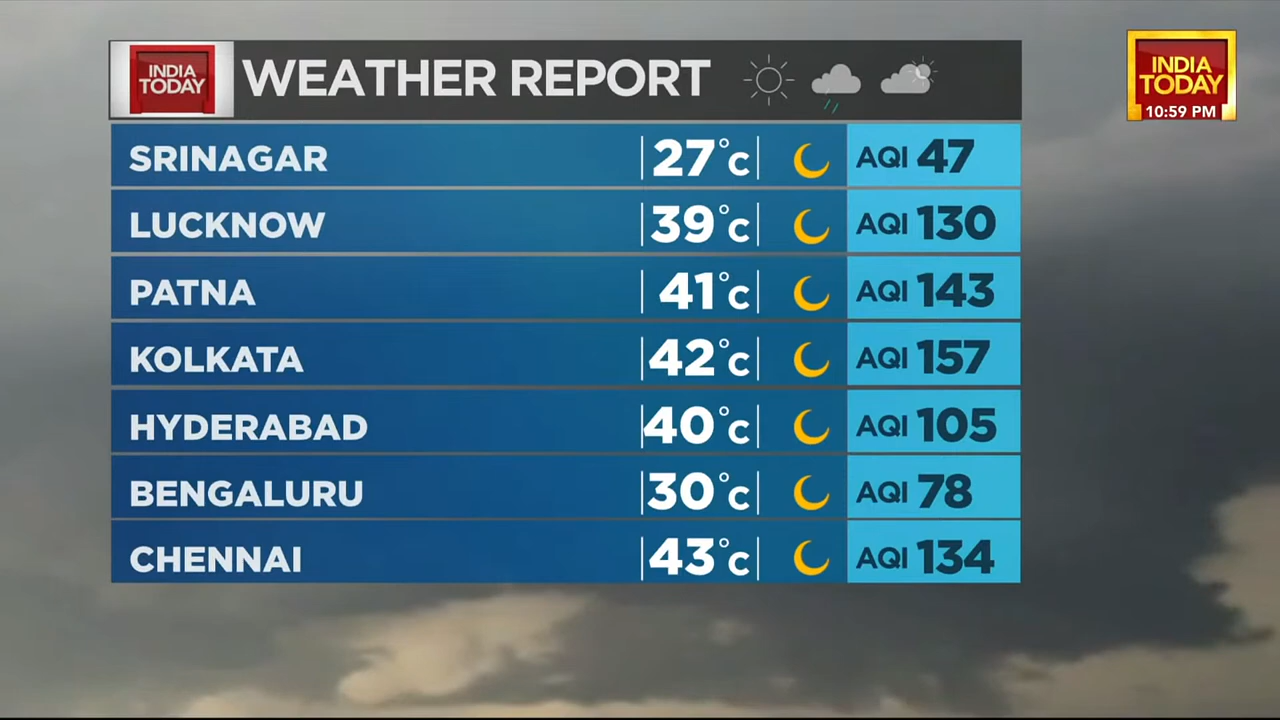 INDIA
TODAY
WEATHER REPORT
INDIA
TODAY
10:59 PM
SRINAGAR 27°C AQI 47
LUCKNOW 39°C AQI 130
PATNA 41°C AQI 143
KOLKATA 42°C AQI 157
HYDERABAD 40°C AQI 105
BENGALURU 30°C AQI 78
CHENNAI 43°C AQI 134